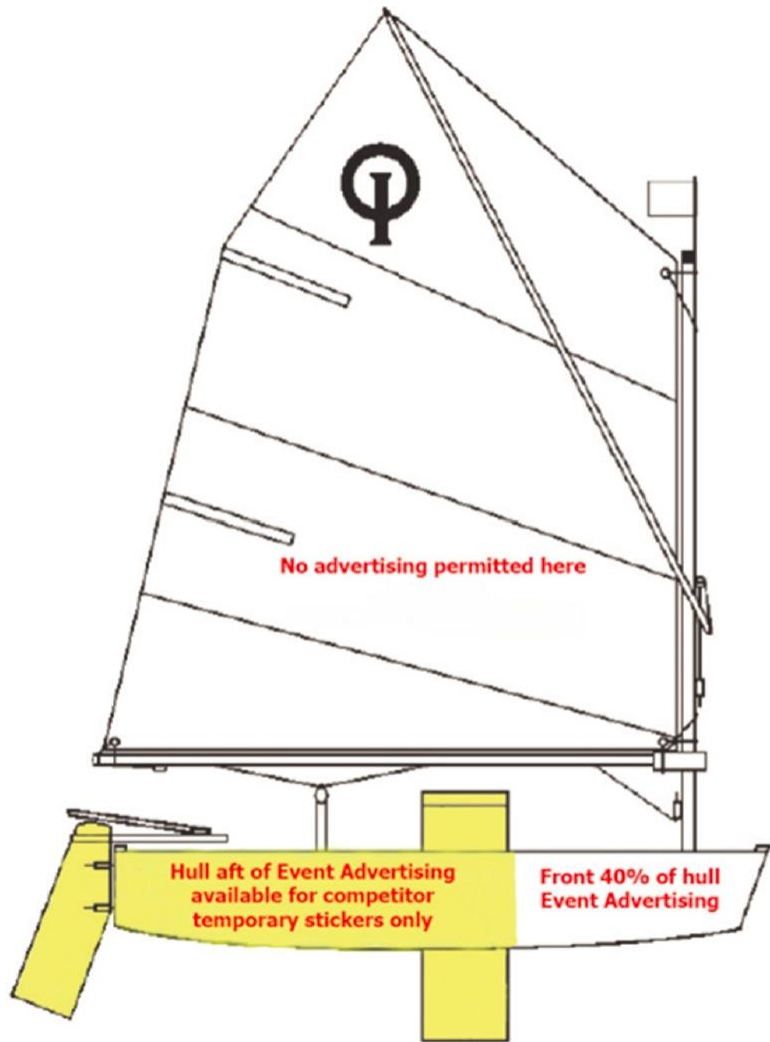 No advertising permitted here
Hull aft of Event Advertising
available for competitor
temporary stickers only
Front 40% of hull
Event Advertising